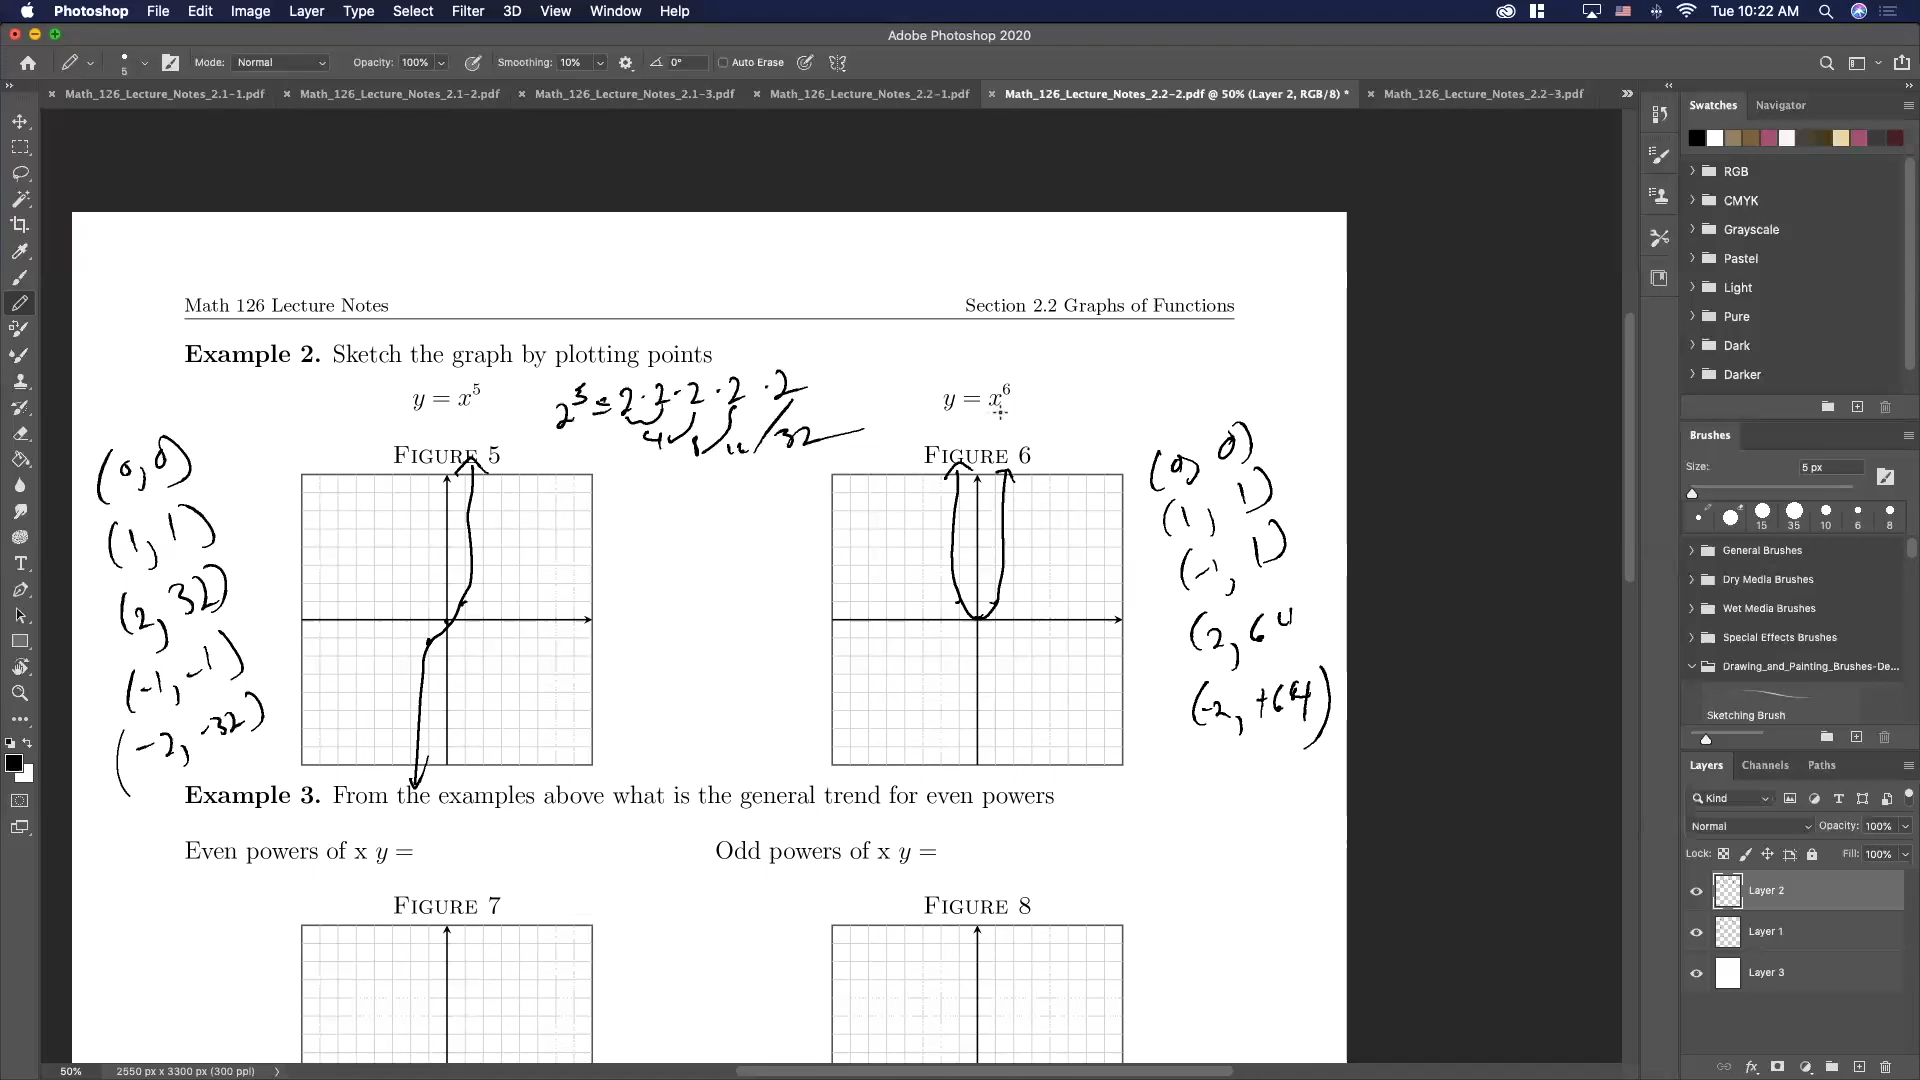 Photoshop File Edit Image Layer Type Select Filter 3D View Window Help Tue 10:22 AM
Adobe Photoshop 2020
5 Mode: Normal Opacity: 100% Smoothing: 10% 0° Auto Erase
Math_126_Lecture_Notes_2.1-1.pdf Math_126_Lecture_Notes_2.1-2.pdf Math_126_Lecture_Notes_2.1-3.pdf Math_126_Lecture_Notes_2.2-1.pdf Math_126_Lecture_Notes_2.2-2.pdf @ 50% (Layer 2, RGB/8) * Math_126_Lecture_Notes_2.2-3.pdf
Math 126 Lecture Notes Section 2.2 Graphs of Functions
Example 2. Sketch the graph by plotting points
y = x⁵
2⁵ = 2 · 2 · 2 · 2 · 2
4 8 16 32
y = x⁶
FIGURE 5
FIGURE 6
(0, 0)
(1, 1)
(2, 32)
(-1, -1)
(-2, -32)
(0, 0)
(1, 1)
(-1, 1)
(2, 64
(-2, +64)
Example 3. From the examples above what is the general trend for even powers
Even powers of x y =
Odd powers of x y =
FIGURE 7
FIGURE 8
50% 2550 px x 3300 px (300 ppi)
Swatches Navigator
RGB
CMYK
Grayscale
Pastel
Light
Pure
Dark
Darker
Brushes
Size: 5 px
15 35 10 6 8
General Brushes
Dry Media Brushes
Wet Media Brushes
Special Effects Brushes
Drawing_and_Painting_Brushes-De...
Sketching Brush
Layers Channels Paths
Kind
Normal Opacity: 100%
Lock: Fill: 100%
Layer 2
Layer 1
Layer 3